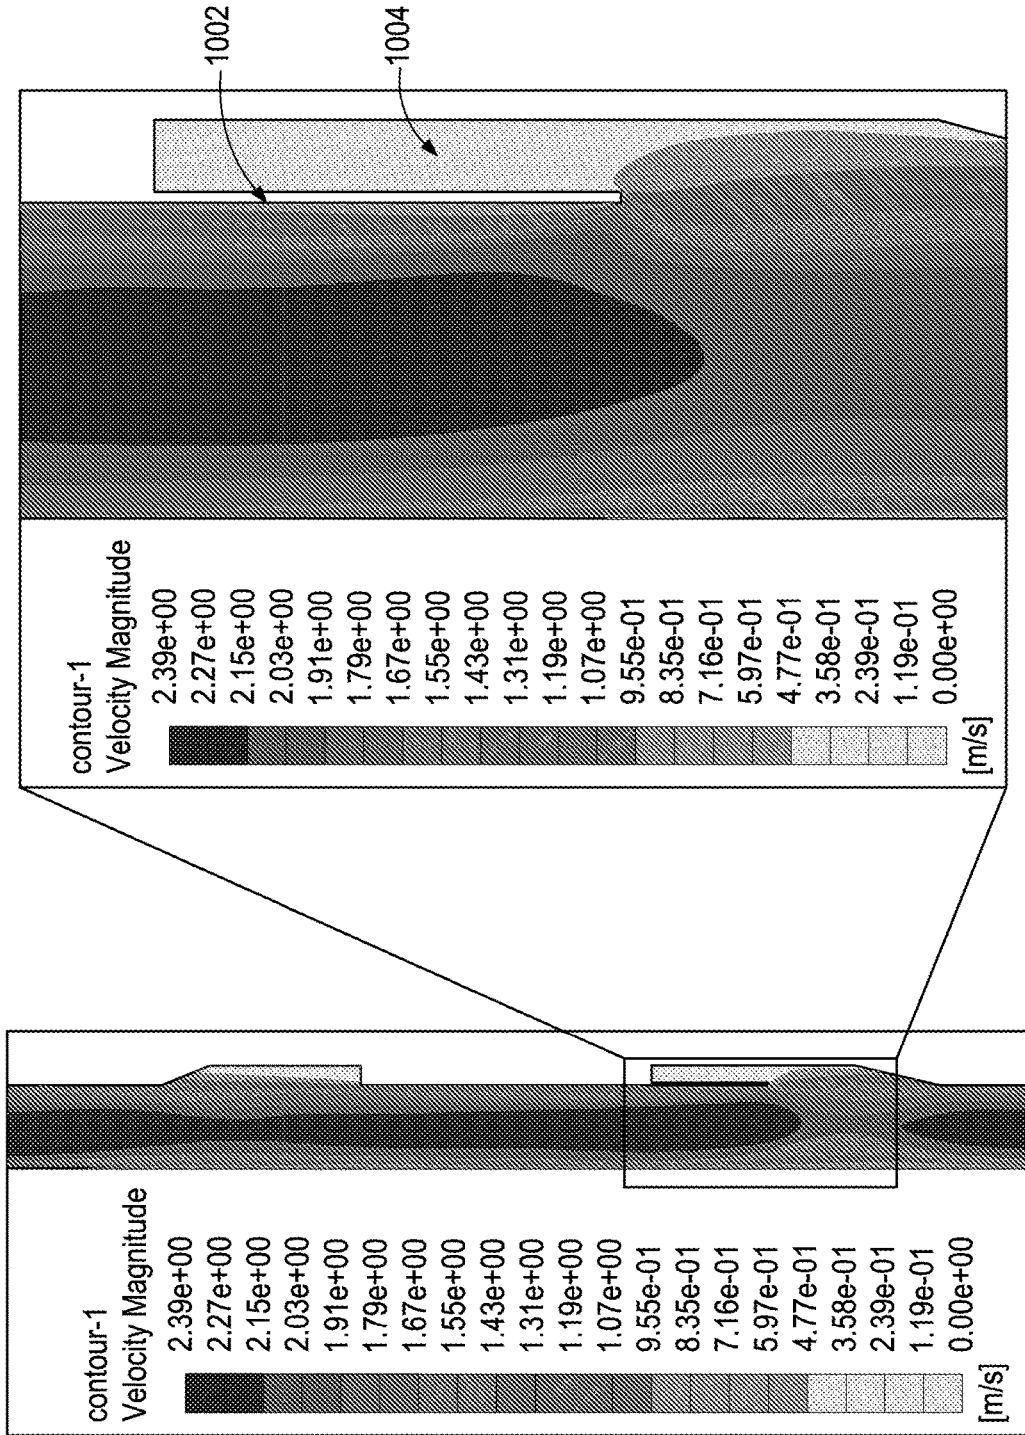 1002
1004
contour-1
Velocity Magnitude
2.39e+00
2.27e+00
2.15e+00
2.03e+00
1.91e+00
1.79e+00
1.67e+00
1.55e+00
1.43e+00
1.31e+00
1.19e+00
1.07e+00
9.55e-01
8.35e-01
7.16e-01
5.97e-01
4.77e-01
3.58e-01
2.39e-01
1.19e-01
0.00e+00
[m/s]
contour-1
Velocity Magnitude
2.39e+00
2.27e+00
2.15e+00
2.03e+00
1.91e+00
1.79e+00
1.67e+00
1.55e+00
1.43e+00
1.31e+00
1.19e+00
1.07e+00
9.55e-01
8.35e-01
7.16e-01
5.97e-01
4.77e-01
3.58e-01
2.39e-01
1.19e-01
0.00e+00
[m/s]